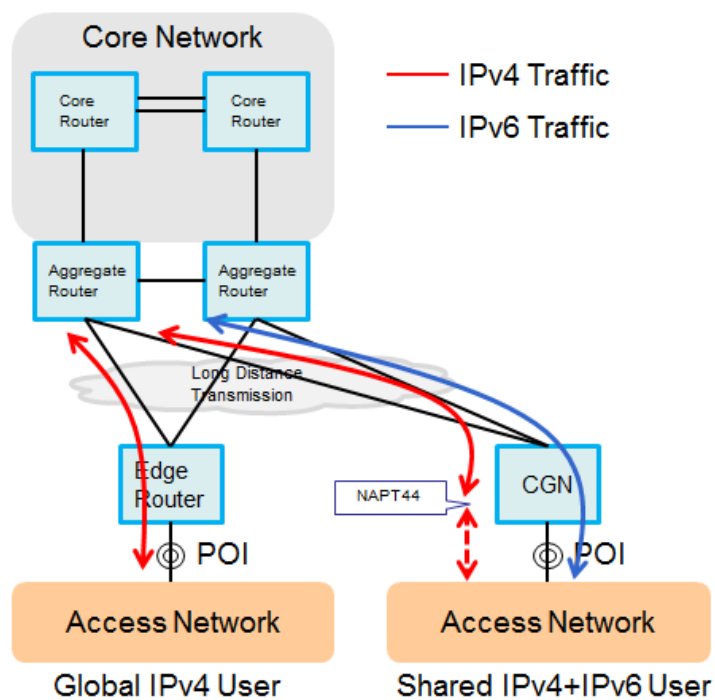 Core Network
Core
Router
Core
Router
IPv4 Traffic
IPv6 Traffic
Aggregate
Router
Aggregate
Router
Long Distance
Transmission
Edge
Router
NAPT44
CGN
POI
POI
Access Network
Access Network
Global IPv4 User
Shared IPv4+IPv6 User